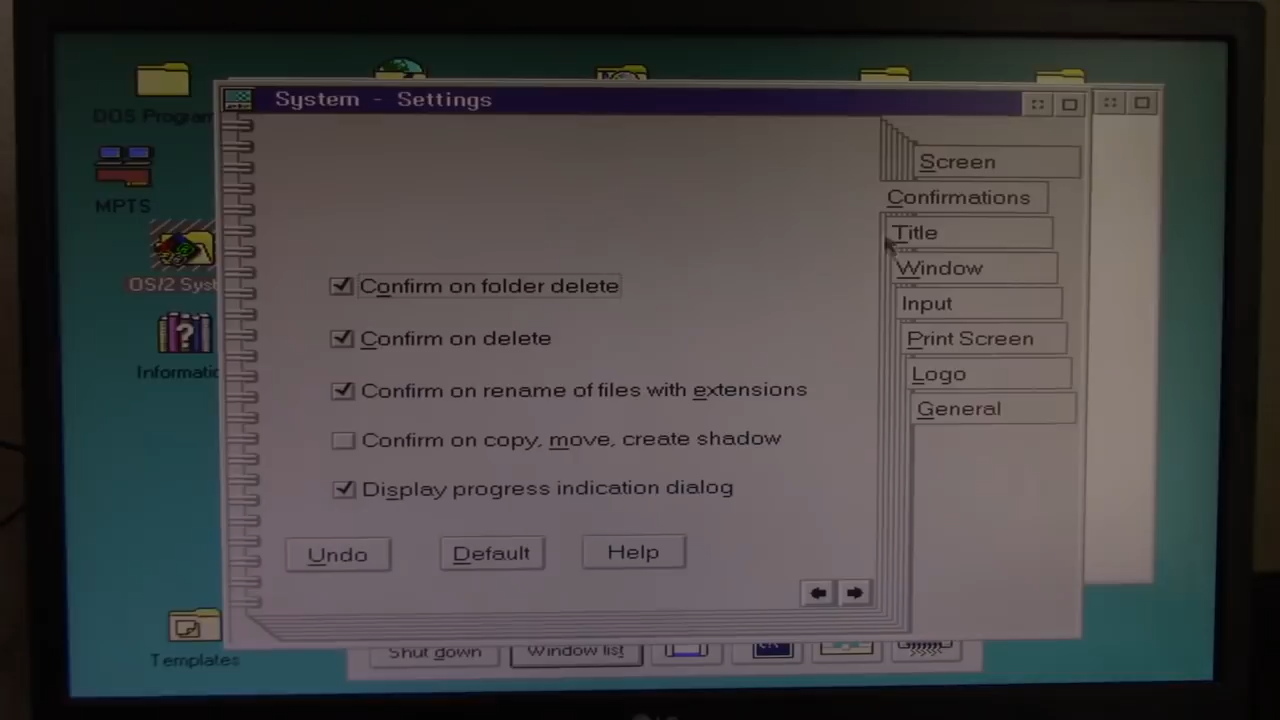 System - Settings
DOS Program
MPTS
OS/2 Syst
Informatic
Templates
Screen
Confirmations
Title
Window
Input
Print Screen
Logo
General
Confirm on folder delete
Confirm on delete
Confirm on rename of files with extensions
Confirm on copy, move, create shadow
Display progress indication dialog
Undo
Default
Help
Shut down
Window list